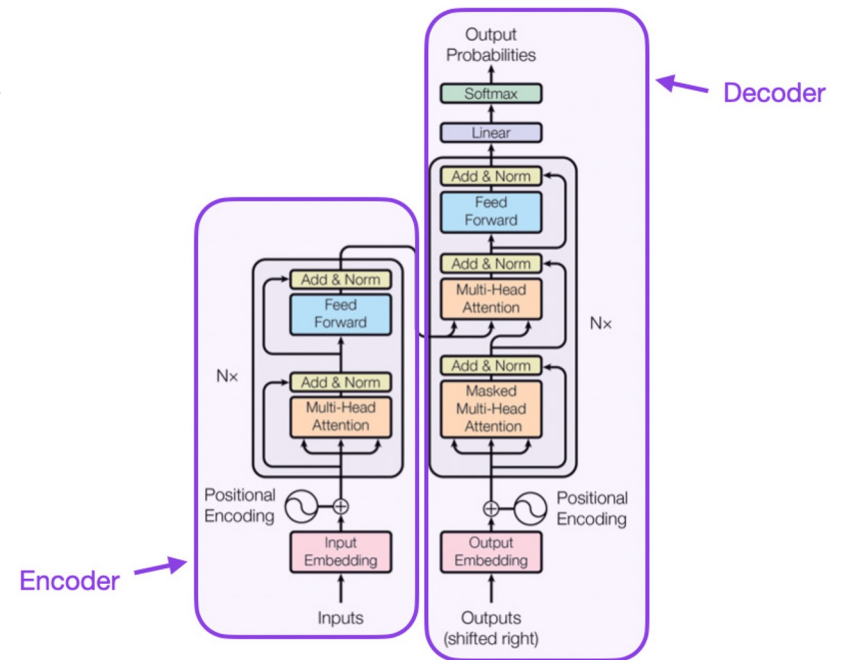 Output
Probabilities
Softmax
Linear
Add & Norm
Feed
Forward
Add & Norm
Multi-Head
Attention
Nx
Add & Norm
Masked
Multi-Head
Attention
Positional
Encoding
Output
Embedding
Outputs
(shifted right)
Decoder
Add & Norm
Feed
Forward
Nx
Add & Norm
Multi-Head
Attention
Positional
Encoding
Input
Embedding
Inputs
Encoder